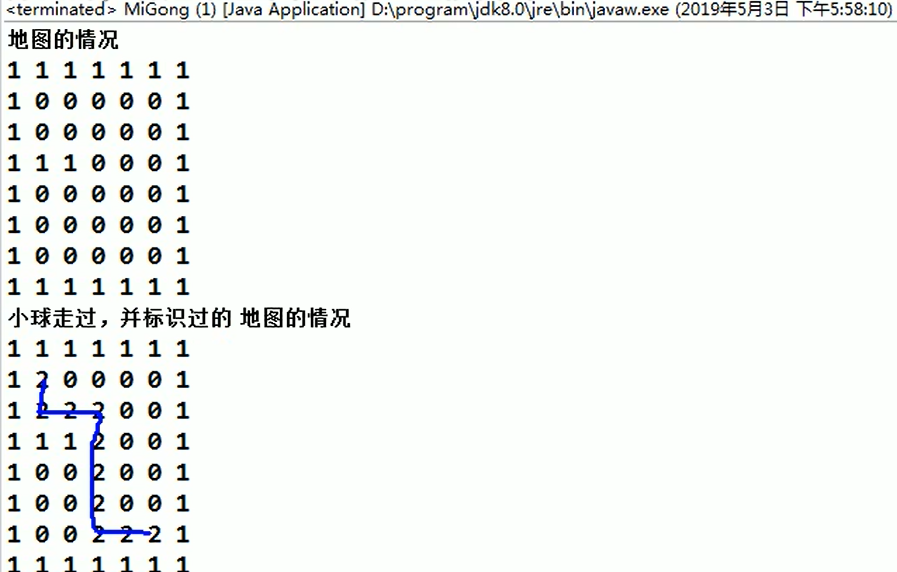 <terminated> MiGong (1) [Java Application] D:\program\jdk8.0\jre\bin\javaw.exe (2019年5月3日 下午5:58:10)
地图的情况
1 1 1 1 1 1 1
1 0 0 0 0 0 1
1 0 0 0 0 0 1
1 1 1 0 0 0 1
1 0 0 0 0 0 1
1 0 0 0 0 0 1
1 0 0 0 0 0 1
1 1 1 1 1 1 1
小球走过，并标识过的 地图的情况
1 1 1 1 1 1 1
1 2 0 0 0 0 1
1 2 2 2 0 0 1
1 1 1 2 0 0 1
1 0 0 2 0 0 1
1 0 0 2 0 0 1
1 0 0 2 2 2 1
1 1 1 1 1 1 1